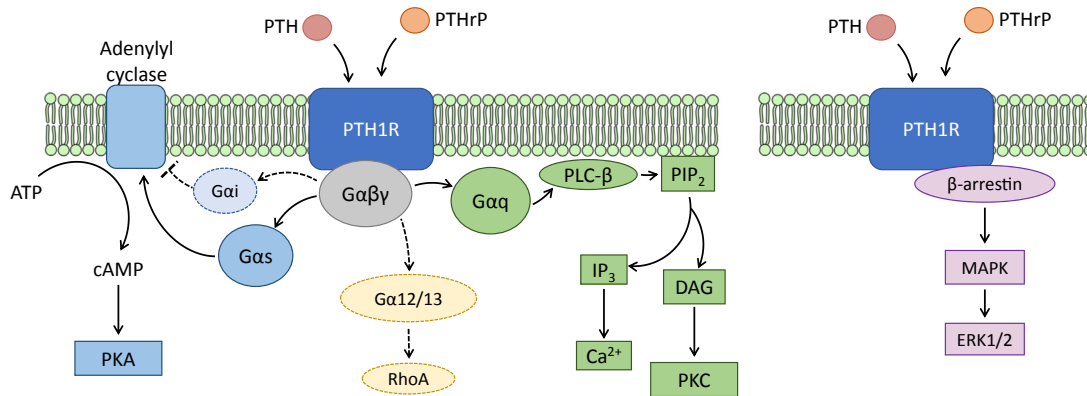 PTH
PTHrP
Adenylyl
cyclase
PTH1R
ATP
Gαi
Gαβγ
Gαq
PLC-β
PIP₂
Gαs
cAMP
Gα12/13
IP₃
DAG
PKA
RhoA
Ca²⁺
PKC
PTH
PTHrP
PTH1R
β-arrestin
MAPK
ERK1/2